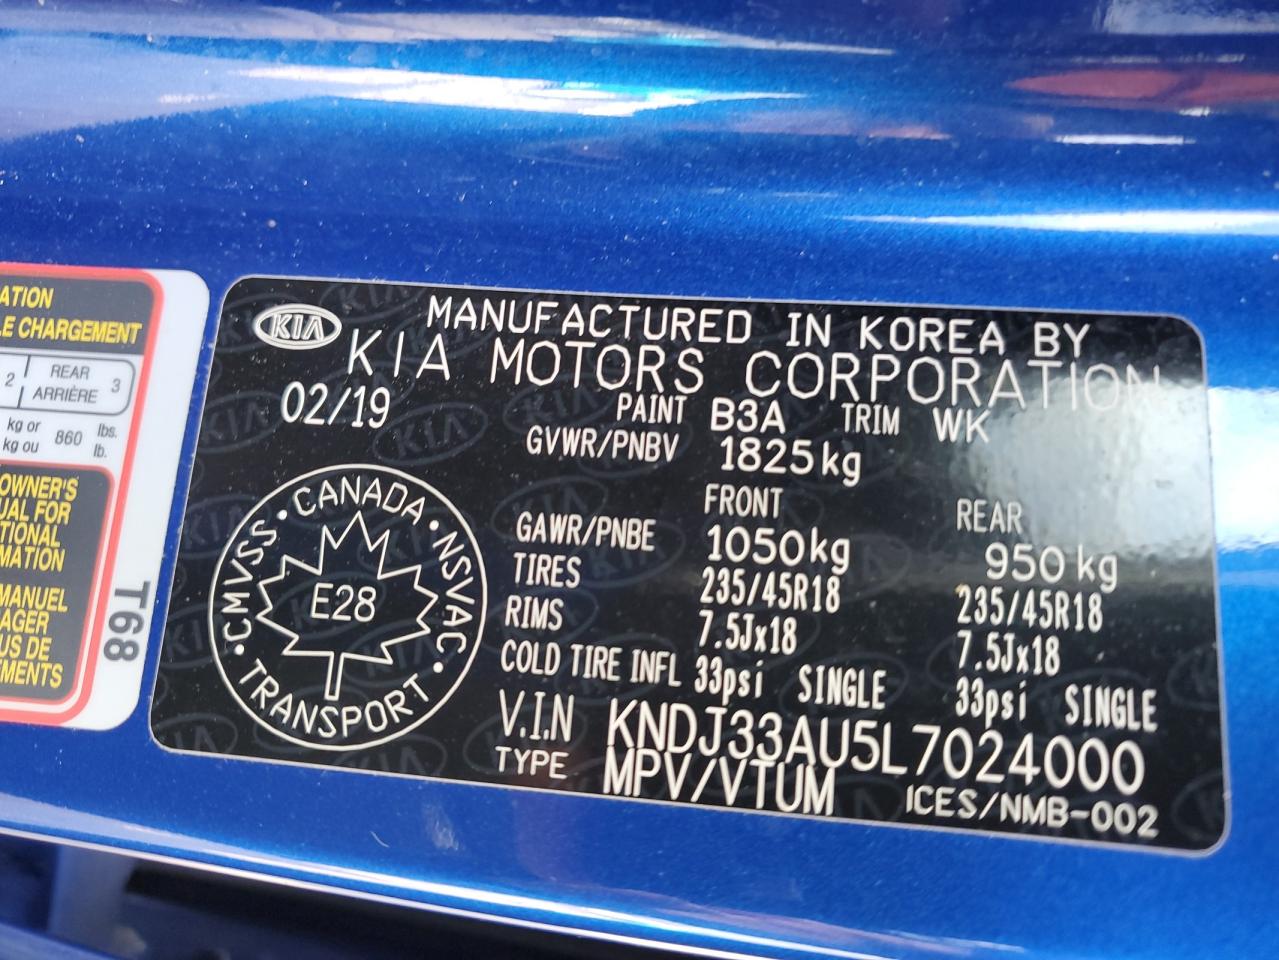 ATION
LE CHARGEMENT
2 REAR 3
ARRIÈRE
kg or 860 lbs.
kg ou lb.
OWNER'S
UAL FOR
TIONAL
MATION
MANUEL
AGER
US DE
EMENTS
T68
KIA
MANUFACTURED IN KOREA BY
KIA MOTORS CORPORATION
02/19
PAINT B3A TRIM WK
GVWR/PNBV 1825kg
FRONT REAR
GAWR/PNBE 1050kg 950kg
TIRES 235/45R18 235/45R18
RIMS 7.5Jx18 7.5Jx18
COLD TIRE INFL 33psi SINGLE 33psi SINGLE
V.I.N KNDJ33AU5L7024000
TYPE MPV/VTUM ICES/NMB-002
CMVSS · CANADA · NSVAC · TRANSPORT ·
E28